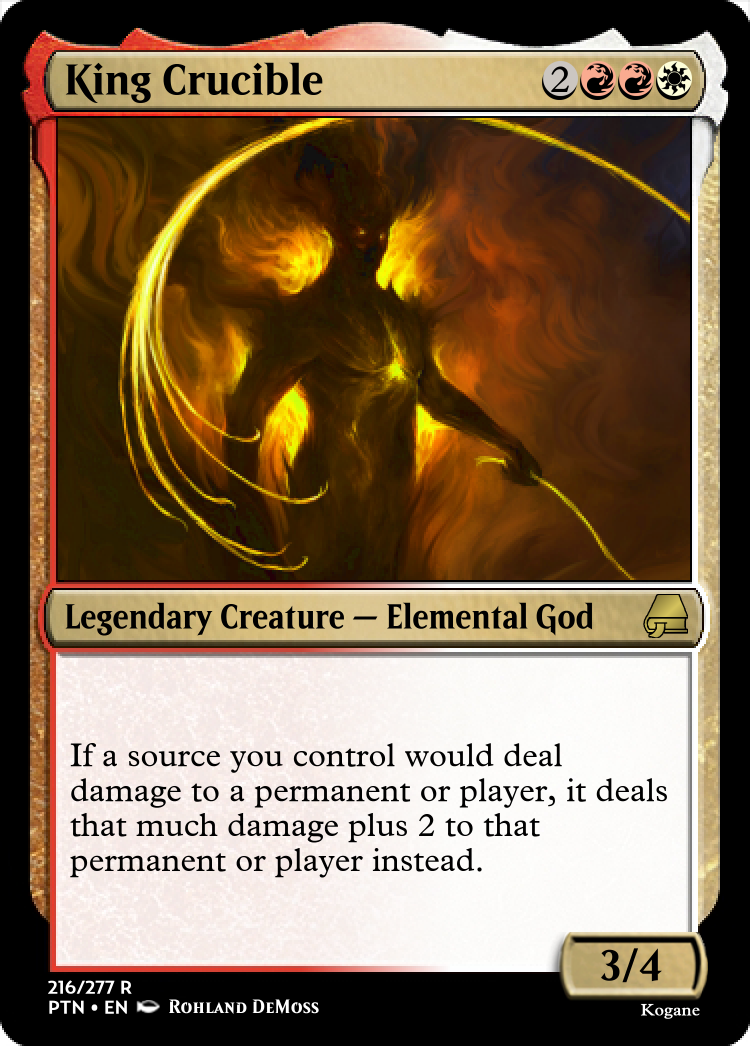 King Crucible 2
Legendary Creature — Elemental God
If a source you control would deal
damage to a permanent or player, it deals
that much damage plus 2 to that
permanent or player instead.
3/4
216/277 R
PTN • EN ROHLAND DEMOSS
Kogane